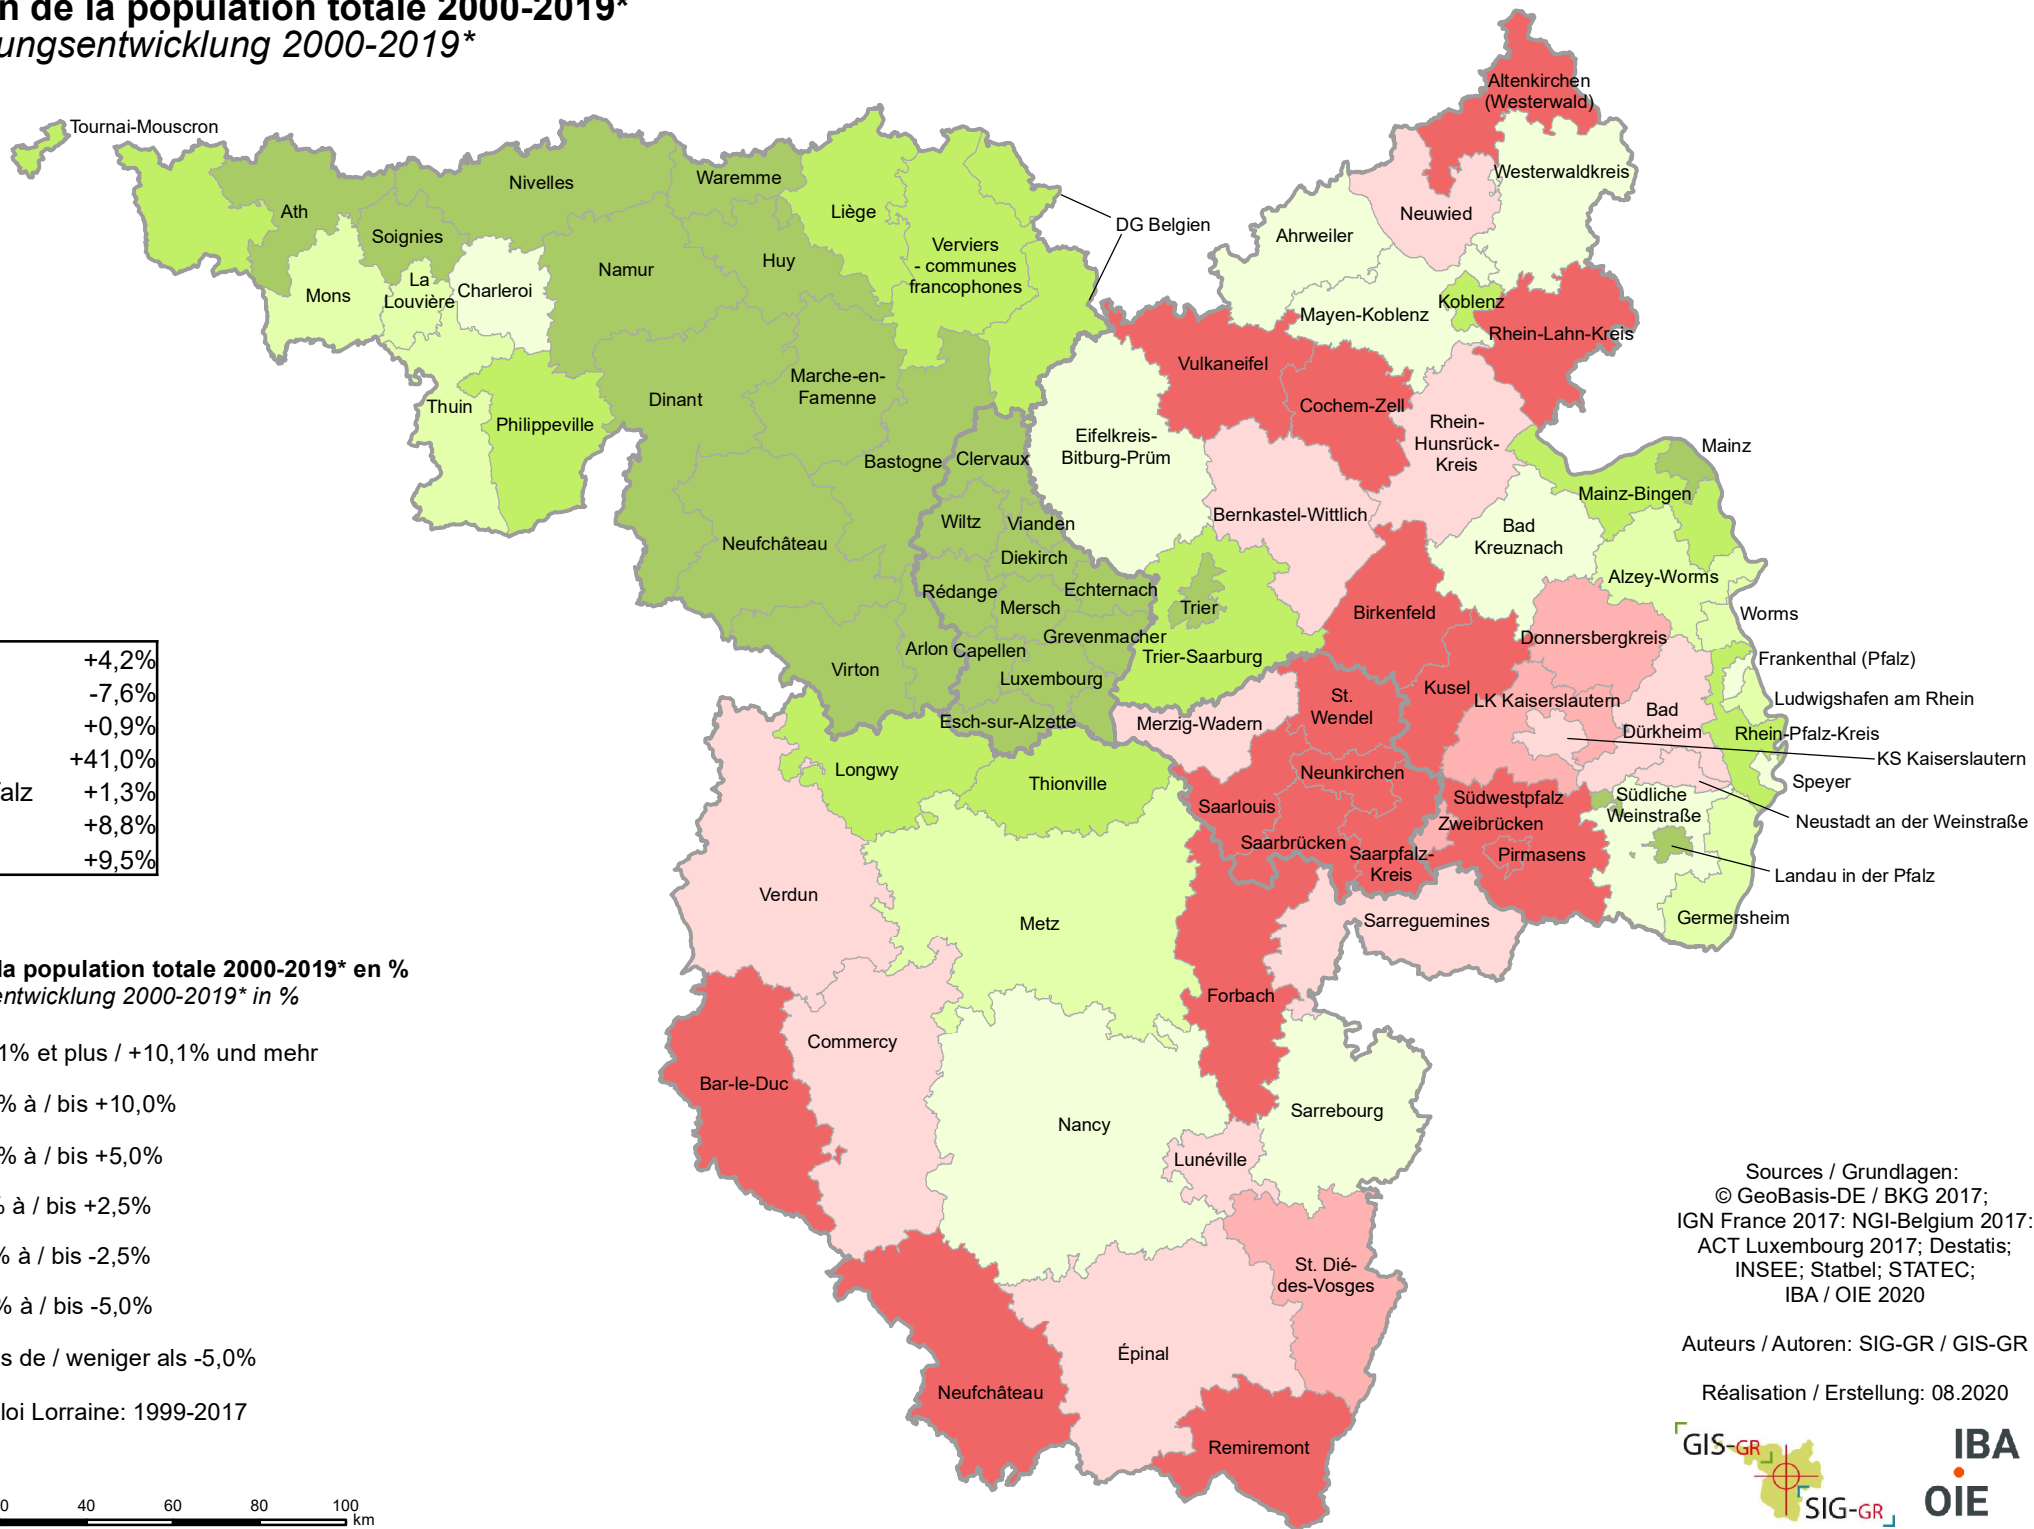 n de la population totale 2000-2019*
ungsentwicklung 2000-2019*
Tournai-Mouscron
Ath
Soignies
Nivelles
Waremme
Liège
Mons
La
Louvière
Charleroi
Namur
Huy
Verviers
- communes
francophones
DG Belgien
Thuin
Philippeville
Dinant
Marche-en-
Famenne
Bastogne
Neufchâteau
Virton
Arlon
Clervaux
Wiltz
Vianden
Diekirch
Rédange
Mersch
Echternach
Grevenmacher
Capellen
Luxembourg
Esch-sur-Alzette
Altenkirchen
(Westerwald)
Westerwaldkreis
Neuwied
Ahrweiler
Mayen-Koblenz
Koblenz
Rhein-Lahn-Kreis
Vulkaneifel
Cochem-Zell
Rhein-
Hunsrück-
Kreis
Eifelkreis-
Bitburg-Prüm
Bernkastel-Wittlich
Mainz
Mainz-Bingen
Bad
Kreuznach
Alzey-Worms
Worms
Trier
Trier-Saarburg
Birkenfeld
Donnersbergkreis
Frankenthal (Pfalz)
Kusel
LK Kaiserslautern
Bad
Dürkheim
Ludwigshafen am Rhein
Rhein-Pfalz-Kreis
KS Kaiserslautern
Speyer
Neustadt an der Weinstraße
Südliche
Weinstraße
Landau in der Pfalz
Germersheim
Südwestpfalz
Zweibrücken
Pirmasens
Merzig-Wadern
St.
Wendel
Neunkirchen
Saarlouis
Saarbrücken
Saarpfalz-
Kreis
Longwy
Thionville
Verdun
Metz
Forbach
Sarreguemines
Commercy
Bar-le-Duc
Nancy
Sarrebourg
Lunéville
St. Dié-
des-Vosges
Épinal
Neufchâteau
Remiremont
+4,2%
-7,6%
+0,9%
+41,0%
alz +1,3%
+8,8%
+9,5%
la population totale 2000-2019* en %
entwicklung 2000-2019* in %
1% et plus / +10,1% und mehr
% à / bis +10,0%
% à / bis +5,0%
% à / bis +2,5%
% à / bis -2,5%
% à / bis -5,0%
s de / weniger als -5,0%
loi Lorraine: 1999-2017
0 40 60 80 100
km
Sources / Grundlagen:
© GeoBasis-DE / BKG 2017;
IGN France 2017: NGI-Belgium 2017:
ACT Luxembourg 2017; Destatis;
INSEE; Statbel; STATEC;
IBA / OIE 2020
Auteurs / Autoren: SIG-GR / GIS-GR
Réalisation / Erstellung: 08.2020
GIS-GR
SIG-GR
IBA
OIE